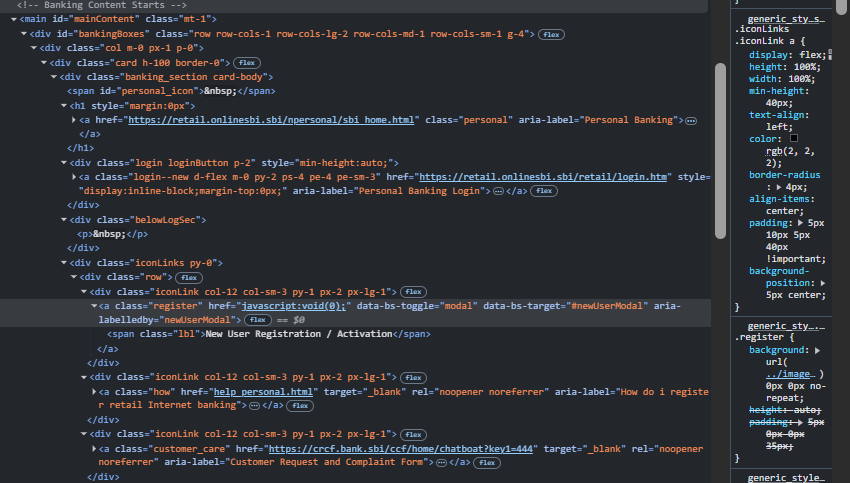 <!-- Banking Content Starts -->
▼<main id="mainContent" class="mt-1">
▼<div id="bankingBoxes" class="row row-cols-1 row-cols-lg-2 row-cols-md-1 row-cols-sm-1 g-4"> flex
▼<div class="col m-0 px-1 p-0">
▼<div class="card h-100 border-0"> flex
▼<div class="banking_section card-body">
<span id="personal_icon">&nbsp;</span>
▼<h1 style="margin:0px">
▶<a href="https://retail.onlinesbi.sbi/npersonal/sbi_home.html" class="personal" aria-label="Personal Banking">…
</a>
</h1>
▼<div class="login loginButton p-2" style="min-height:auto;">
▶<a class="login--new d-flex m-0 py-2 ps-4 pe-4 pe-sm-3" href="https://retail.onlinesbi.sbi/retail/login.htm" style=
"display:inline-block;margin-top:0px;" aria-label="Personal Banking Login">…</a> flex
</div>
▼<div class="belowLogSec">
<p>&nbsp;</p>
</div>
▼<div class="iconLinks py-0">
▼<div class="row"> flex
▼<div class="iconLink col-12 col-sm-3 py-1 px-2 px-lg-1"> flex
▼<a class="register" href="javascript:void(0);" data-bs-toggle="modal" data-bs-target="#newUserModal" aria-
labelledby="newUserModal"> flex == $0
<span class="lbl">New User Registration / Activation</span>
</a>
</div>
▼<div class="iconLink col-12 col-sm-3 py-1 px-2 px-lg-1"> flex
▶<a class="how" href="help_personal.html" target="_blank" rel="noopener noreferrer" aria-label="How do i registe
r retail Internet banking">…</a> flex
</div>
▼<div class="iconLink col-12 col-sm-3 py-1 px-2 px-lg-1"> flex
▶<a class="customer_care" href="https://crcf.bank.sbi/ccf/home/chatboat?key1=444" target="_blank" rel="noopener
noreferrer" aria-label="Customer Request and Complaint Form">…</a> flex
</div>
}
generic_sty…s…
.iconLinks
.iconLink a {
display: flex;
height: 100%;
width: 100%;
min-height:
40px;
text-align:
left;
color:
rgb(2, 2,
2);
border-radius
: ▶ 4px;
align-items:
center;
padding: ▶ 5px
10px 5px
40px
!important;
background-
position: ▶
5px center;
}
generic_sty….…
.register {
background: ▶
url(
../image… )
0px 0px no-
repeat;
height: auto;
padding: ▶ 5px
0px 0px
35px;
}
generic_style…